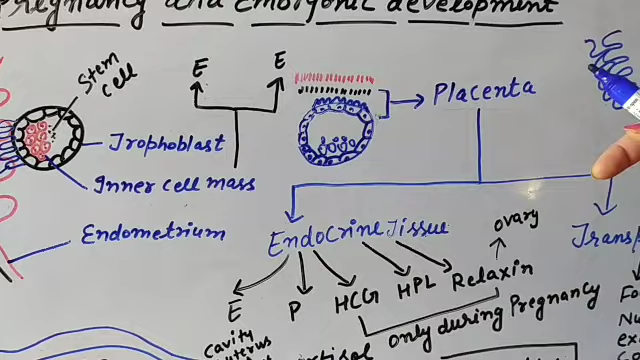 Pregnancy and Embryonic development
Stem
cell
E
E
Placenta
Trophoblast
Inner cell mass
Endometrium
Endocrine Tissue
ovary
E
P
HCG
HPL
Relaxin
only during Pregnancy
cavity